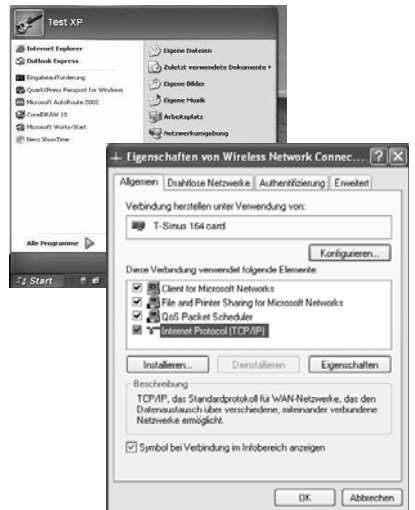 Test XP
Internet Explorer
Outlook Express
Eingabeaufforderung
QuarkXPress Passport for Windows
Microsoft AutoRoute 2002
CorelDRAW 10
Microsoft Works-Start
Nero ShowTime
Alle Programme
Start
Eigene Dateien
Zuletzt verwendete Dokumente
Eigene Bilder
Eigene Musik
Arbeitsplatz
Netzwerkumgebung
Eigenschaften von Wireless Network Connec...
Allgemein Drahtlose Netzwerke Authentifizierung Erweitert
Verbindung herstellen unter Verwendung von:
T-Sinus 154 card
Konfigurieren...
Diese Verbindung verwendet folgende Elemente:
Client for Microsoft Networks
File and Printer Sharing for Microsoft Networks
QoS Packet Scheduler
Internet Protocol (TCP/IP)
Installieren... Deinstallieren Eigenschaften
Beschreibung
TCP/IP, das Standardprotokoll für WAN-Netzwerke, das den
Datenaustausch über verschiedene, miteinander verbundene
Netzwerke ermöglicht.
Symbol bei Verbindung im Infobereich anzeigen
OK Abbrechen